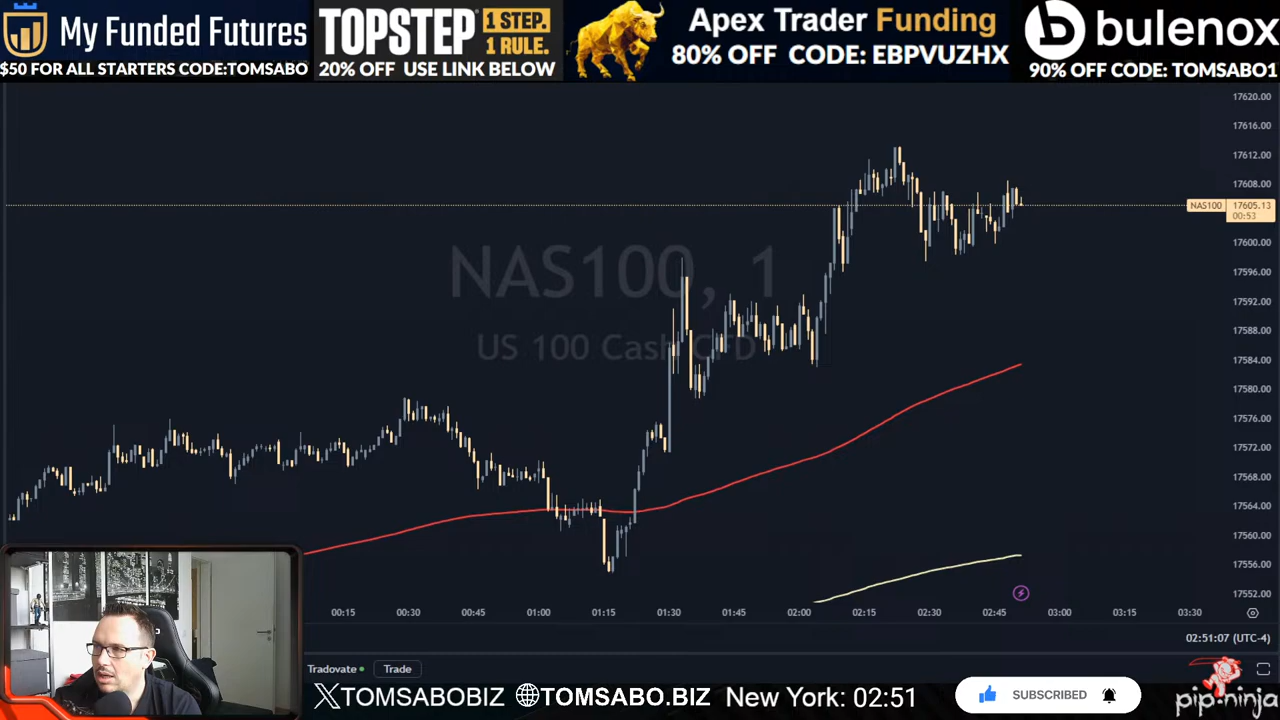 My Funded Futures
$50 FOR ALL STARTERS CODE:TOMSABO
TOPSTEP
1 STEP.
1 RULE.
20% OFF USE LINK BELOW
Apex Trader Funding
80% OFF CODE: EBPVUZHX
bulenox
90% OFF CODE: TOMSABO1
17620.00
17616.00
17612.00
17608.00
NAS100 17605.13
00:53
17600.00
17596.00
17592.00
17588.00
17584.00
17580.00
17576.00
17572.00
17568.00
17564.00
17560.00
17556.00
17552.00
NAS100, 1
US 100 Cash CFD
00:15 00:30 00:45 01:00 01:15 01:30 01:45 02:00 02:15 02:30 02:45 03:00 03:15 03:30
02:51:07 (UTC-4)
Tradovate Trade
XTOMSABOBIZ TOMSABO.BIZ New York: 02:51 SUBSCRIBED
pip.ninja